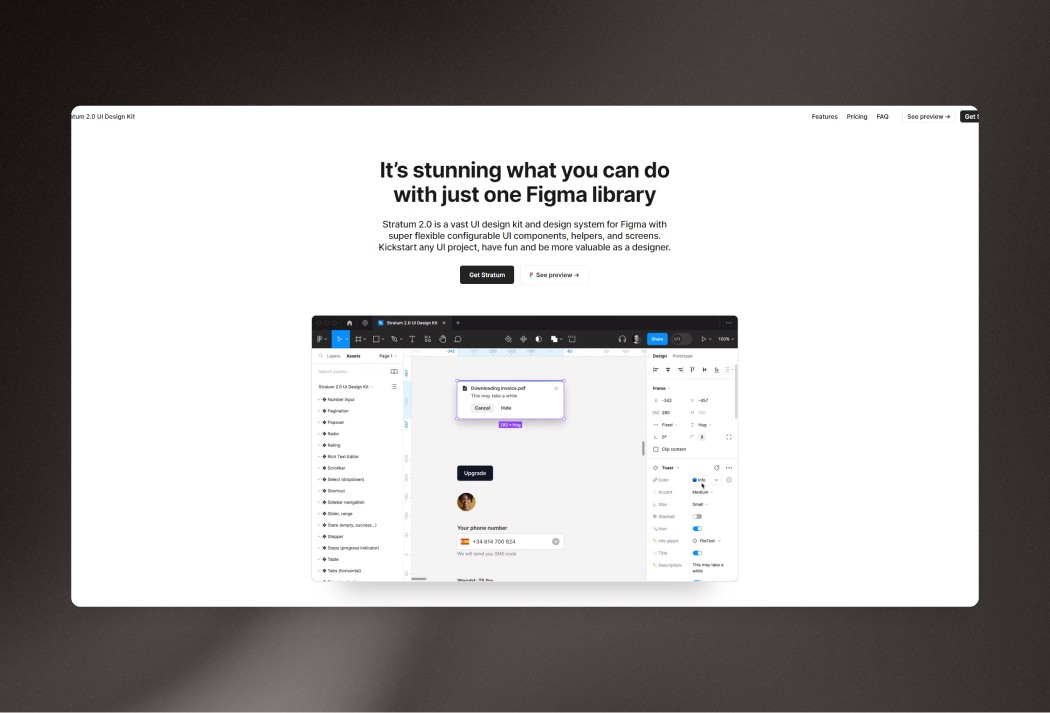 atum 2.0 UI Design Kit
Features Pricing FAQ See preview → Get S
It's stunning what you can do
with just one Figma library
Stratum 2.0 is a vast UI design kit and design system for Figma with
super flexible configurable UI components, helpers, and screens.
Kickstart any UI project, have fun and be more valuable as a designer.
Get Stratum See preview →
Stratum 2.0 UI Design Kit
Share 100%
Layers Assets Page 1
Search assets...
Stratum 2.0 UI Design Kit
Number input
Pagination
Popover
Radio
Rating
Rich Text Editor
Scrollbar
Select (dropdown)
Shortcut
Sidebar navigation
Slider, range
State (empty, success...)
Stepper
Steps (progress indicator)
Table
Tabs (horizontal)
-342 -62
Downloading invoice.pdf
This may take a while
Cancel Hide
280 × Hug
Upgrade
Your phone number
+34 614 700 824
We will send you SMS code
Weight: 75 lbs
Design Prototype
Frame
X -342 Y -457
280
Fixed Hug
0° 8
Clip content
Toast
Color Info
Accent Medium
Size Small
Stacked
Icon
Info glyph FileText
Title
Description This may take a
while